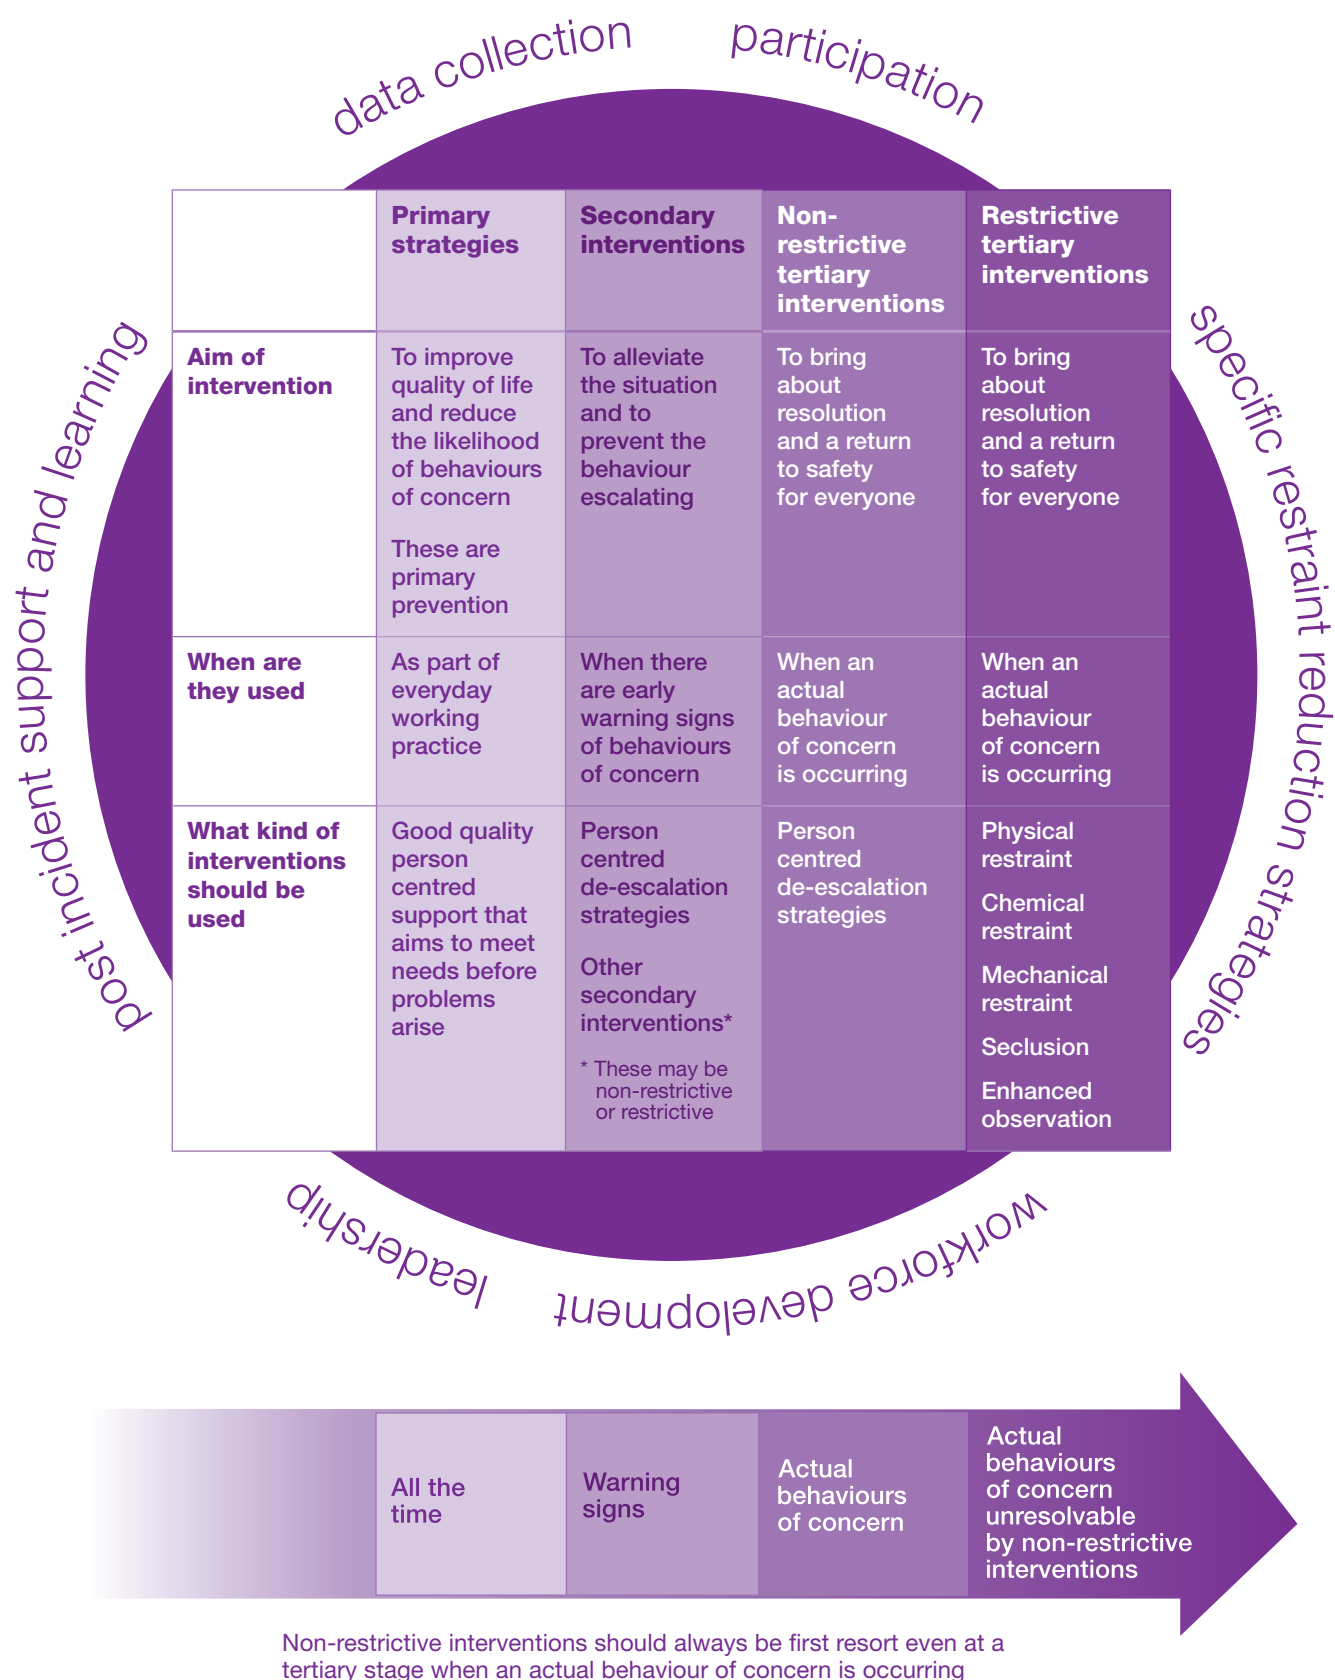 data collection
participation
specific restraint reduction strategies
workforce development
leadership
post incident support and learning
Primary
strategies
Secondary
interventions
Non-
restrictive
tertiary
interventions
Restrictive
tertiary
interventions
Aim of
intervention
To improve
quality of life
and reduce
the likelihood
of behaviours
of concern
These are
primary
prevention
To alleviate
the situation
and to
prevent the
behaviour
escalating
To bring
about
resolution
and a return
to safety
for everyone
To bring
about
resolution
and a return
to safety
for everyone
When are
they used
As part of
everyday
working
practice
When there
are early
warning signs
of behaviours
of concern
When an
actual
behaviour
of concern
is occurring
When an
actual
behaviour
of concern
is occurring
What kind of
interventions
should be
used
Good quality
person
centred
support that
aims to meet
needs before
problems
arise
Person
centred
de-escalation
strategies
Other
secondary
interventions*
* These may be
non-restrictive
or restrictive
Person
centred
de-escalation
strategies
Physical
restraint
Chemical
restraint
Mechanical
restraint
Seclusion
Enhanced
observation
All the
time
Warning
signs
Actual
behaviours
of concern
Actual
behaviours
of concern
unresolvable
by non-restrictive
interventions
Non-restrictive interventions should always be first resort even at a
tertiary stage when an actual behaviour of concern is occurring